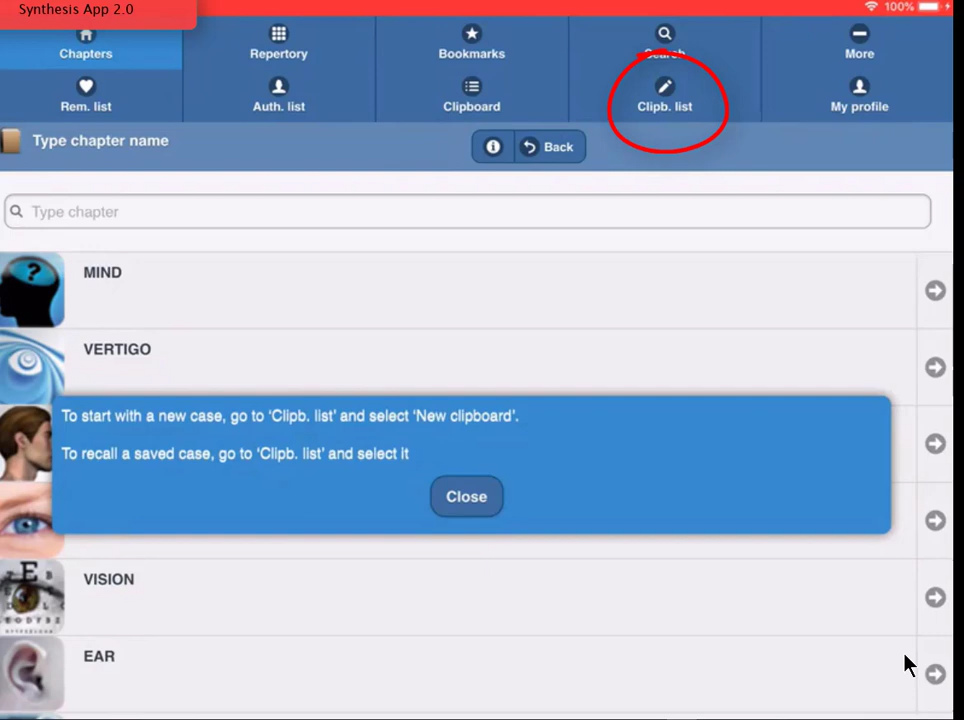 Synthesis App 2.0
100%
Chapters
Repertory
Bookmarks
Search
More
Rem. list
Auth. list
Clipboard
Clipb. list
My profile
Type chapter name
Back
Type chapter
MIND
VERTIGO
To start with a new case, go to ‘Clipb. list’ and select ‘New clipboard’.
To recall a saved case, go to ‘Clipb. list’ and select it
Close
VISION
EAR